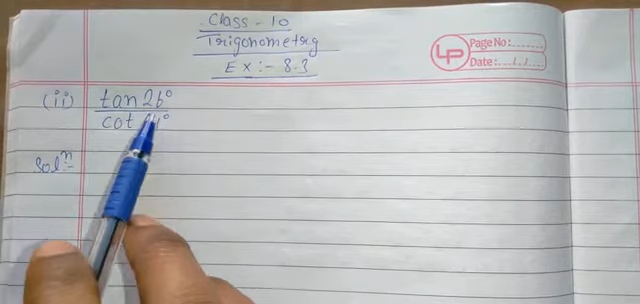 Class - 10
Trigonometry
Ex :- 8.3
LP
Page No :
Date :
(ii) tan 26°
cot
Solⁿ :-